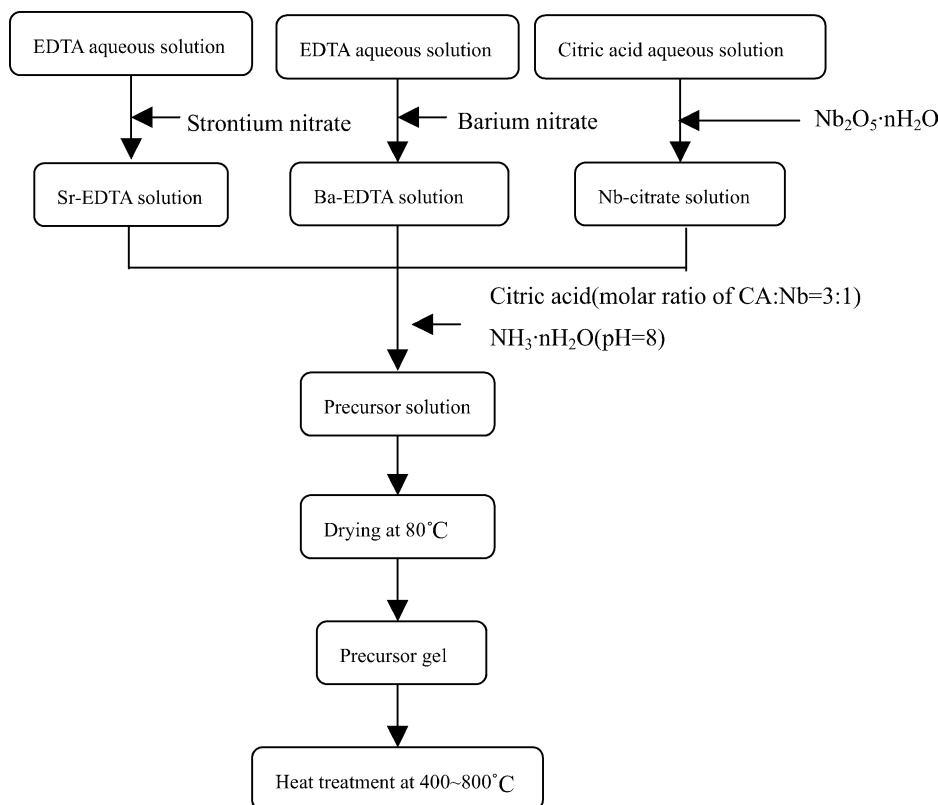 EDTA aqueous solution
EDTA aqueous solution
Citric acid aqueous solution
Strontium nitrate
Barium nitrate
Nb₂O₅·nH₂O
Sr-EDTA solution
Ba-EDTA solution
Nb-citrate solution
Citric acid(molar ratio of CA:Nb=3:1)
NH₃·nH₂O(pH=8)
Precursor solution
Drying at 80°C
Precursor gel
Heat treatment at 400~800°C